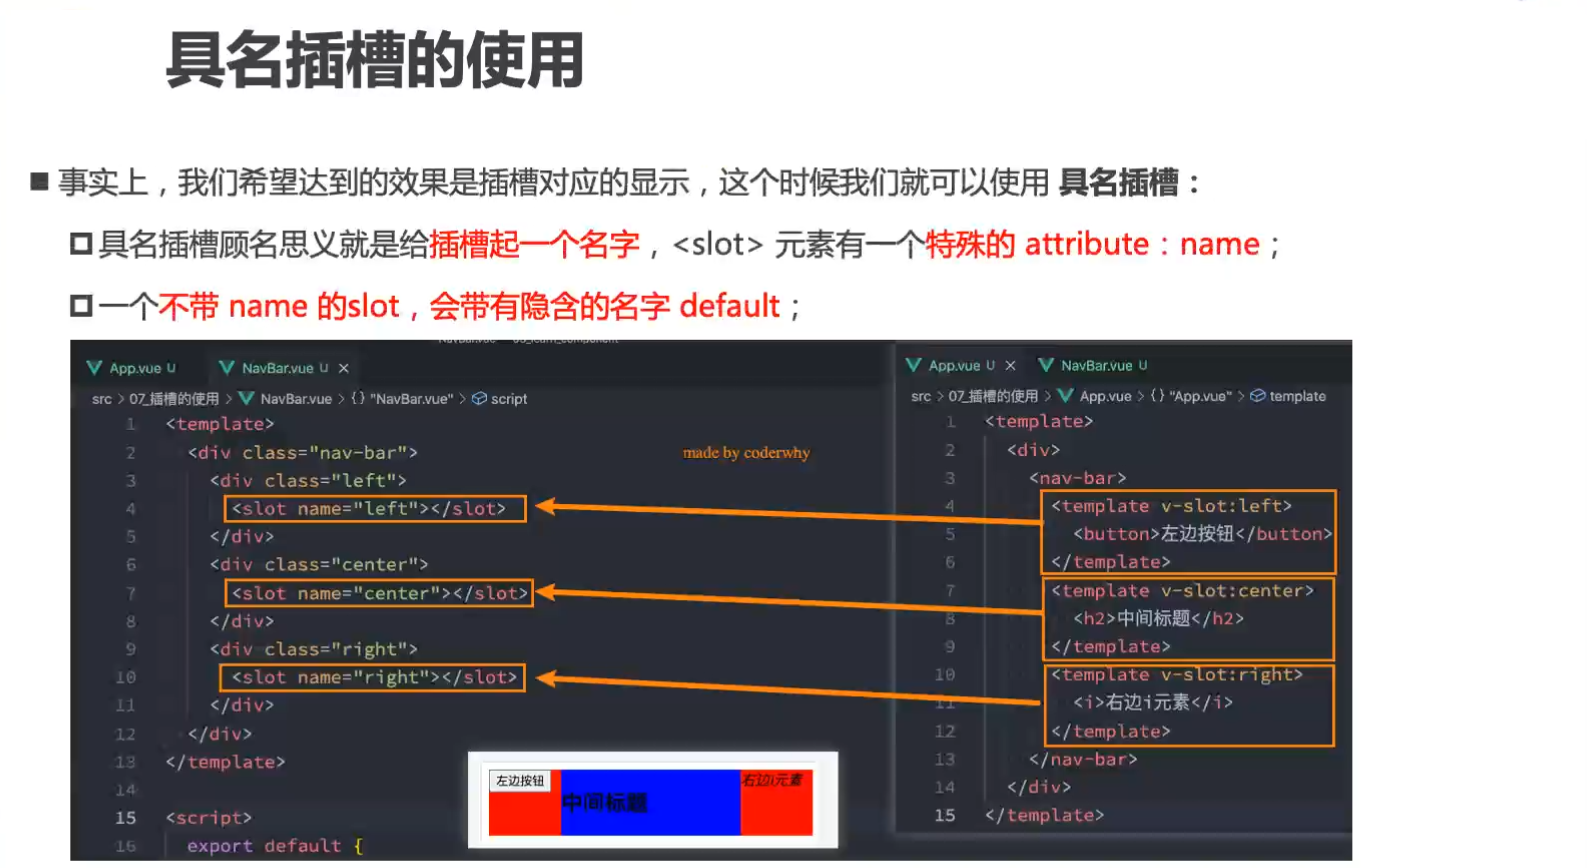 具名插槽的使用
事实上，我们希望达到的效果是插槽对应的显示，这个时候我们就可以使用 具名插槽：
具名插槽顾名思义就是给插槽起一个名字，<slot> 元素有一个特殊的 attribute：name；
一个不带 name 的slot，会带有隐含的名字 default；
App.vue U NavBar.vue U ×
src > 07_插槽的使用 > NavBar.vue > {} "NavBar.vue" > script
1 <template>
2 <div class="nav-bar">
3 <div class="left">
4 <slot name="left"></slot>
5 </div>
6 <div class="center">
7 <slot name="center"></slot>
8 </div>
9 <div class="right">
10 <slot name="right"></slot>
11 </div>
12 </div>
13 </template>
14
15 <script>
16 export default {
made by coderwhy
左边按钮
中间标题
右边i元素
App.vue U × NavBar.vue U
src > 07_插槽的使用 > App.vue > {} "App.vue" > template
1 <template>
2 <div>
3 <nav-bar>
4 <template v-slot:left>
5 <button>左边按钮</button>
6 </template>
7 <template v-slot:center>
8 <h2>中间标题</h2>
9 </template>
10 <template v-slot:right>
11 <i>右边i元素</i>
12 </template>
13 </nav-bar>
14 </div>
15 </template>